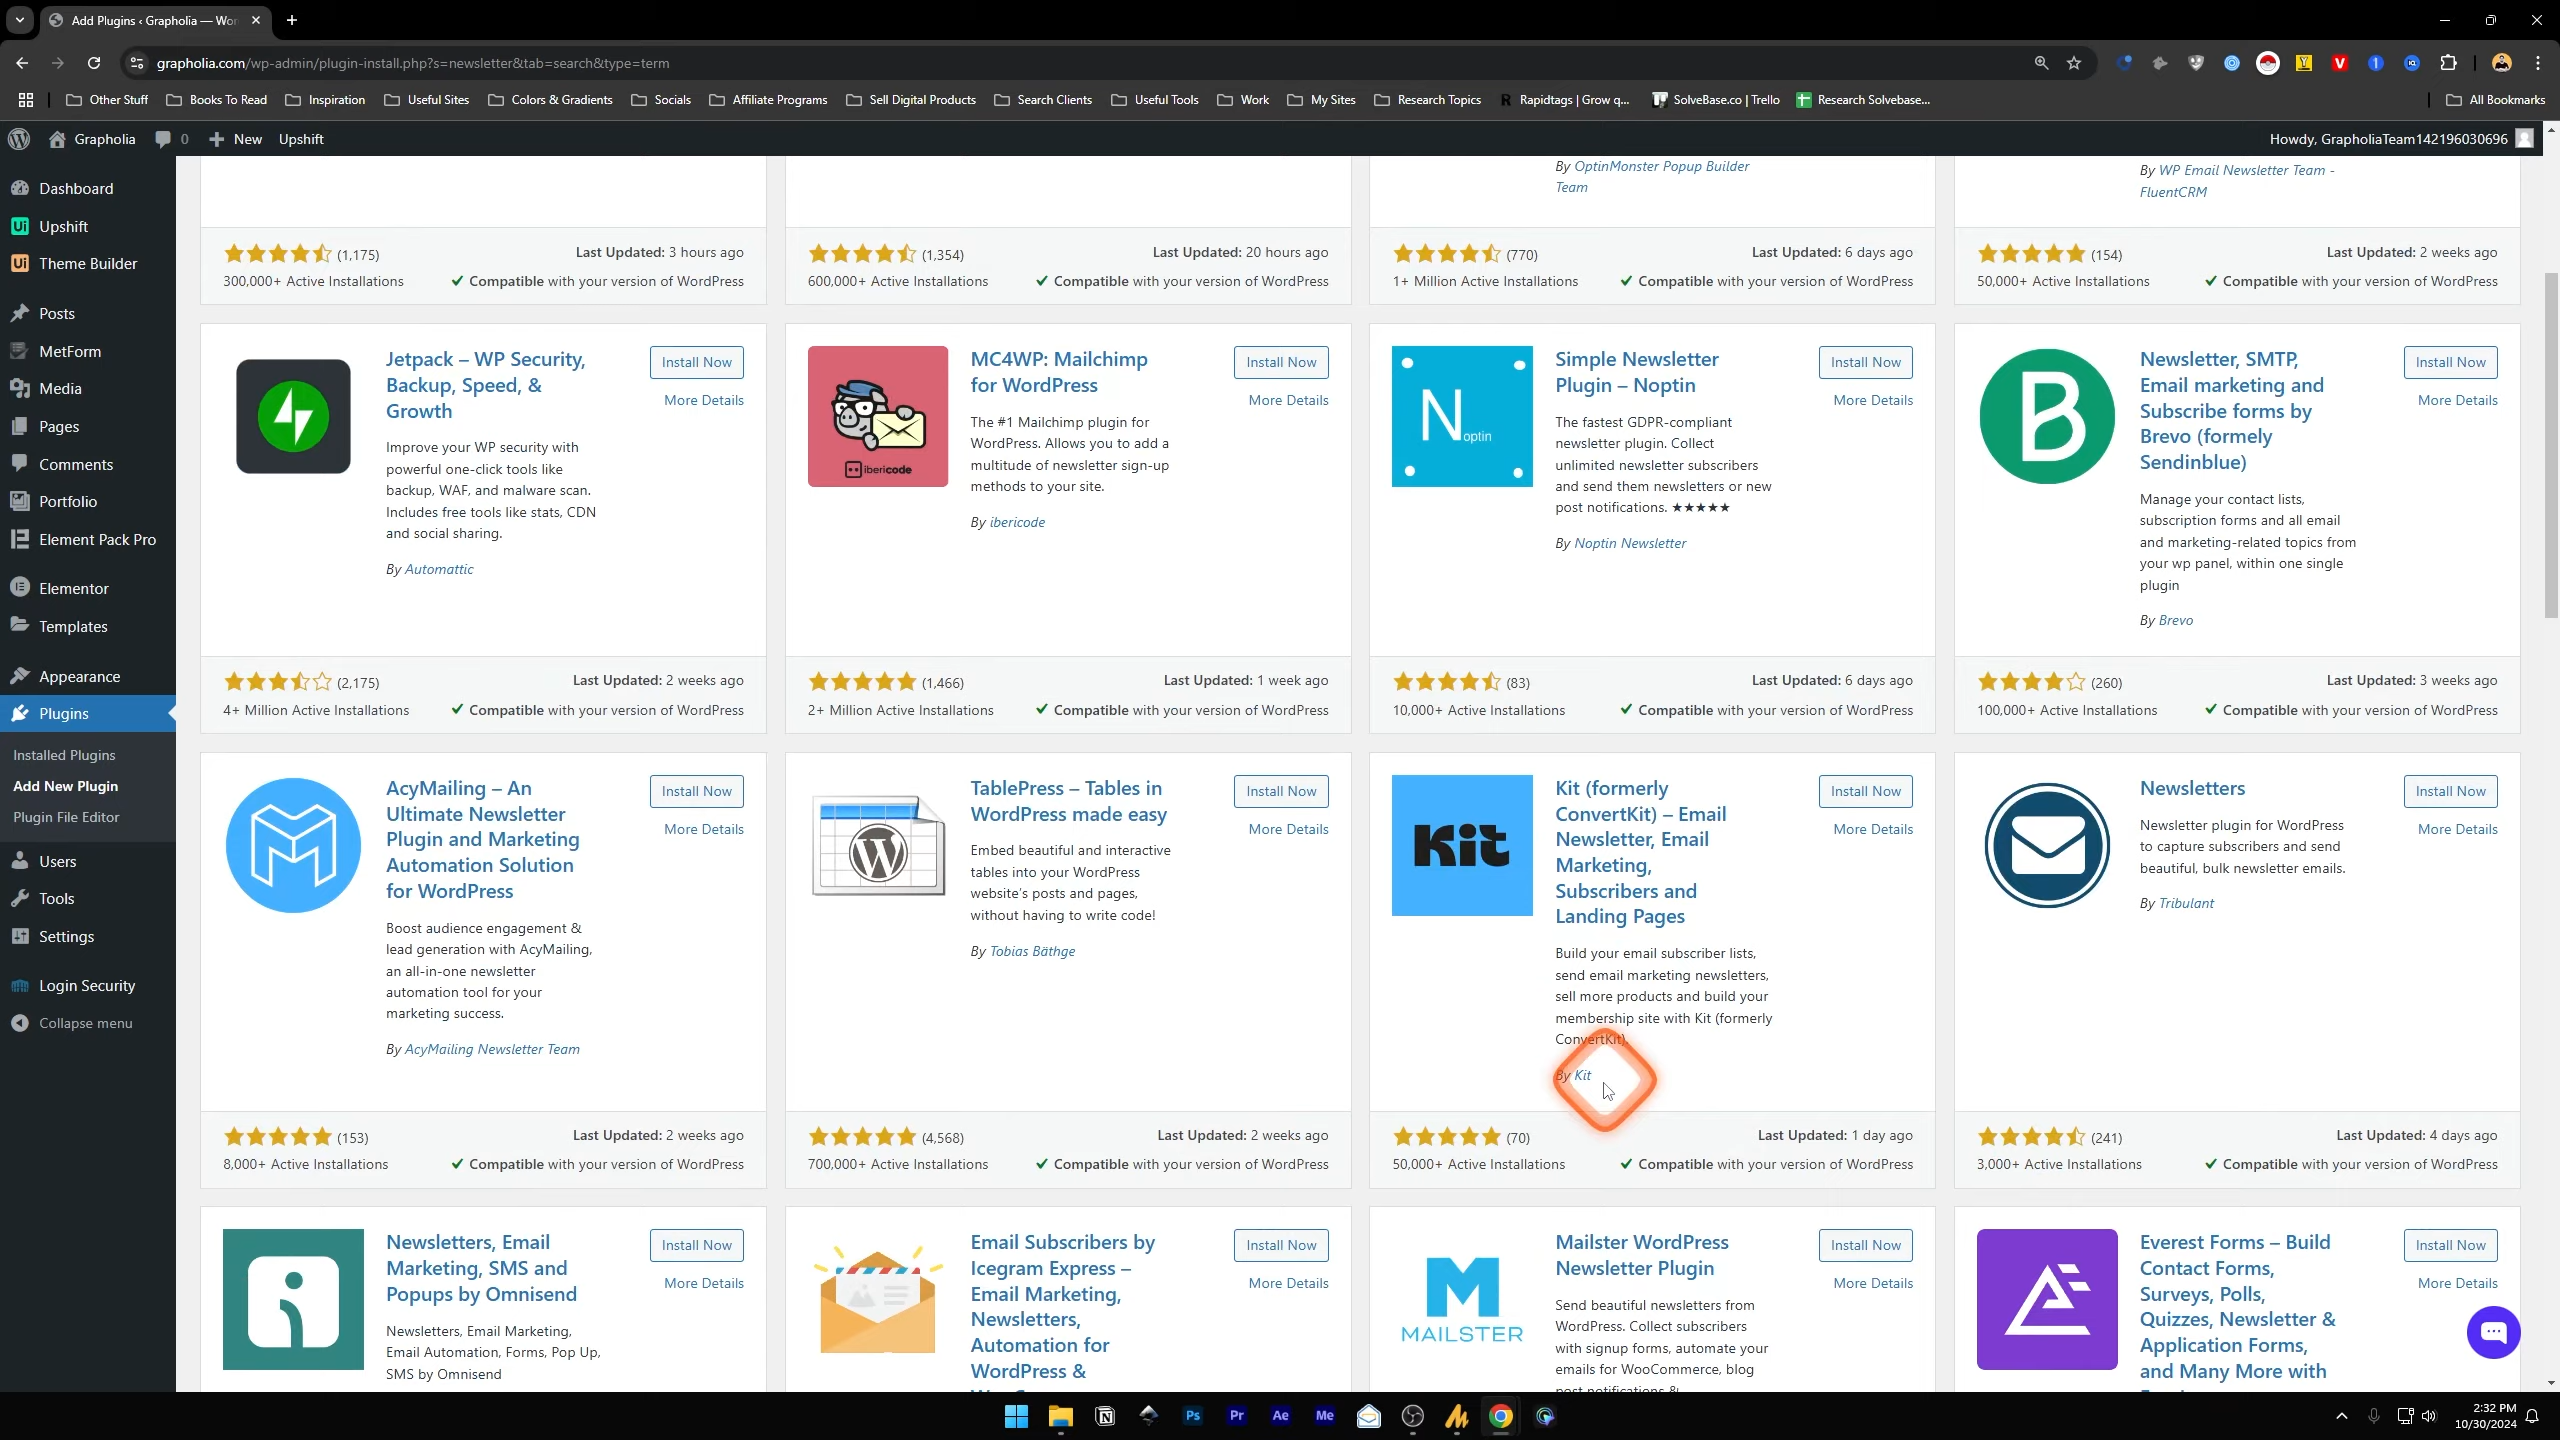 Add Plugins ‹ Grapholia — Wor
grapholia.com/wp-admin/plugin-install.php?s=newsletter&tab=search&type=term
Other Stuff
Books To Read
Inspiration
Useful Sites
Colors & Gradients
Socials
Affiliate Programs
Sell Digital Products
Search Clients
Useful Tools
Work
My Sites
Research Topics
Rapidtags | Grow q...
SolveBase.co | Trello
Research Solvebase...
All Bookmarks
Grapholia
0
New
Upshift
Howdy, GrapholiaTeam142196030696
Dashboard
Upshift
Theme Builder
Posts
MetForm
Media
Pages
Comments
Portfolio
Element Pack Pro
Elementor
Templates
Appearance
Plugins
Installed Plugins
Add New Plugin
Plugin File Editor
Users
Tools
Settings
Login Security
Collapse menu
By OptinMonster Popup Builder
Team
By WP Email Newsletter Team -
FluentCRM
(1,175)
Last Updated: 3 hours ago
300,000+ Active Installations
Compatible with your version of WordPress
(1,354)
Last Updated: 20 hours ago
600,000+ Active Installations
Compatible with your version of WordPress
(770)
Last Updated: 6 days ago
1+ Million Active Installations
Compatible with your version of WordPress
(154)
Last Updated: 2 weeks ago
50,000+ Active Installations
Compatible with your version of WordPress
Jetpack – WP Security,
Backup, Speed, &
Growth
Install Now
More Details
Improve your WP security with
powerful one-click tools like
backup, WAF, and malware scan.
Includes free tools like stats, CDN
and social sharing.
By Automattic
(2,175)
Last Updated: 2 weeks ago
4+ Million Active Installations
Compatible with your version of WordPress
ibericode
MC4WP: Mailchimp
for WordPress
Install Now
More Details
The #1 Mailchimp plugin for
WordPress. Allows you to add a
multitude of newsletter sign-up
methods to your site.
By ibericode
(1,466)
Last Updated: 1 week ago
2+ Million Active Installations
Compatible with your version of WordPress
Noptin
Simple Newsletter
Plugin – Noptin
Install Now
More Details
The fastest GDPR-compliant
newsletter plugin. Collect
unlimited newsletter subscribers
and send them newsletters or new
post notifications. ★★★★★
By Noptin Newsletter
(83)
Last Updated: 6 days ago
10,000+ Active Installations
Compatible with your version of WordPress
B
Newsletter, SMTP,
Email marketing and
Subscribe forms by
Brevo (formely
Sendinblue)
Install Now
More Details
Manage your contact lists,
subscription forms and all email
and marketing-related topics from
your wp panel, within one single
plugin
By Brevo
(260)
Last Updated: 3 weeks ago
100,000+ Active Installations
Compatible with your version of WordPress
AcyMailing – An
Ultimate Newsletter
Plugin and Marketing
Automation Solution
for WordPress
Install Now
More Details
Boost audience engagement &
lead generation with AcyMailing,
an all-in-one newsletter
automation tool for your
marketing success.
By AcyMailing Newsletter Team
(153)
Last Updated: 2 weeks ago
8,000+ Active Installations
Compatible with your version of WordPress
TablePress – Tables in
WordPress made easy
Install Now
More Details
Embed beautiful and interactive
tables into your WordPress
website's posts and pages,
without having to write code!
By Tobias Bäthge
(4,568)
Last Updated: 2 weeks ago
700,000+ Active Installations
Compatible with your version of WordPress
Kit
Kit (formerly
ConvertKit) – Email
Newsletter, Email
Marketing,
Subscribers and
Landing Pages
Install Now
More Details
Build your email subscriber lists,
send email marketing newsletters,
sell more products and build your
membership site with Kit (formerly
ConvertKit).
By Kit
(70)
Last Updated: 1 day ago
50,000+ Active Installations
Compatible with your version of WordPress
Newsletters
Install Now
More Details
Newsletter plugin for WordPress
to capture subscribers and send
beautiful, bulk newsletter emails.
By Tribulant
(241)
Last Updated: 4 days ago
3,000+ Active Installations
Compatible with your version of WordPress
Newsletters, Email
Marketing, SMS and
Popups by Omnisend
Install Now
More Details
Newsletters, Email Marketing,
Email Automation, Forms, Pop Up,
SMS by Omnisend
Email Subscribers by
Icegram Express –
Email Marketing,
Newsletters,
Automation for
WordPress &
Install Now
More Details
MAILSTER
Mailster WordPress
Newsletter Plugin
Install Now
More Details
Send beautiful newsletters from
WordPress. Collect subscribers
with signup forms, automate your
emails for WooCommerce, blog
post notifications &
Everest Forms – Build
Contact Forms,
Surveys, Polls,
Quizzes, Newsletter &
Application Forms,
and Many More with
Install Now
More Details
Ps
Pr
Ae
Me
2:32 PM
10/30/2024